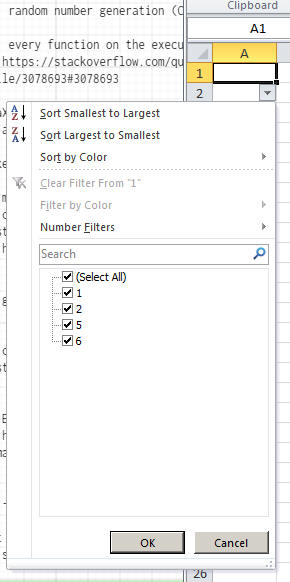 random number generation (C
Clipboard
A1
every function on the execu
https://stackoverflow.com/qu
le/3078693#3078693
A
1
2
Sort Smallest to Largest
Sort Largest to Smallest
Sort by Color
Clear Filter From "1"
Filter by Color
Number Filters
Search
(Select All)
1
2
5
6
OK
Cancel
26